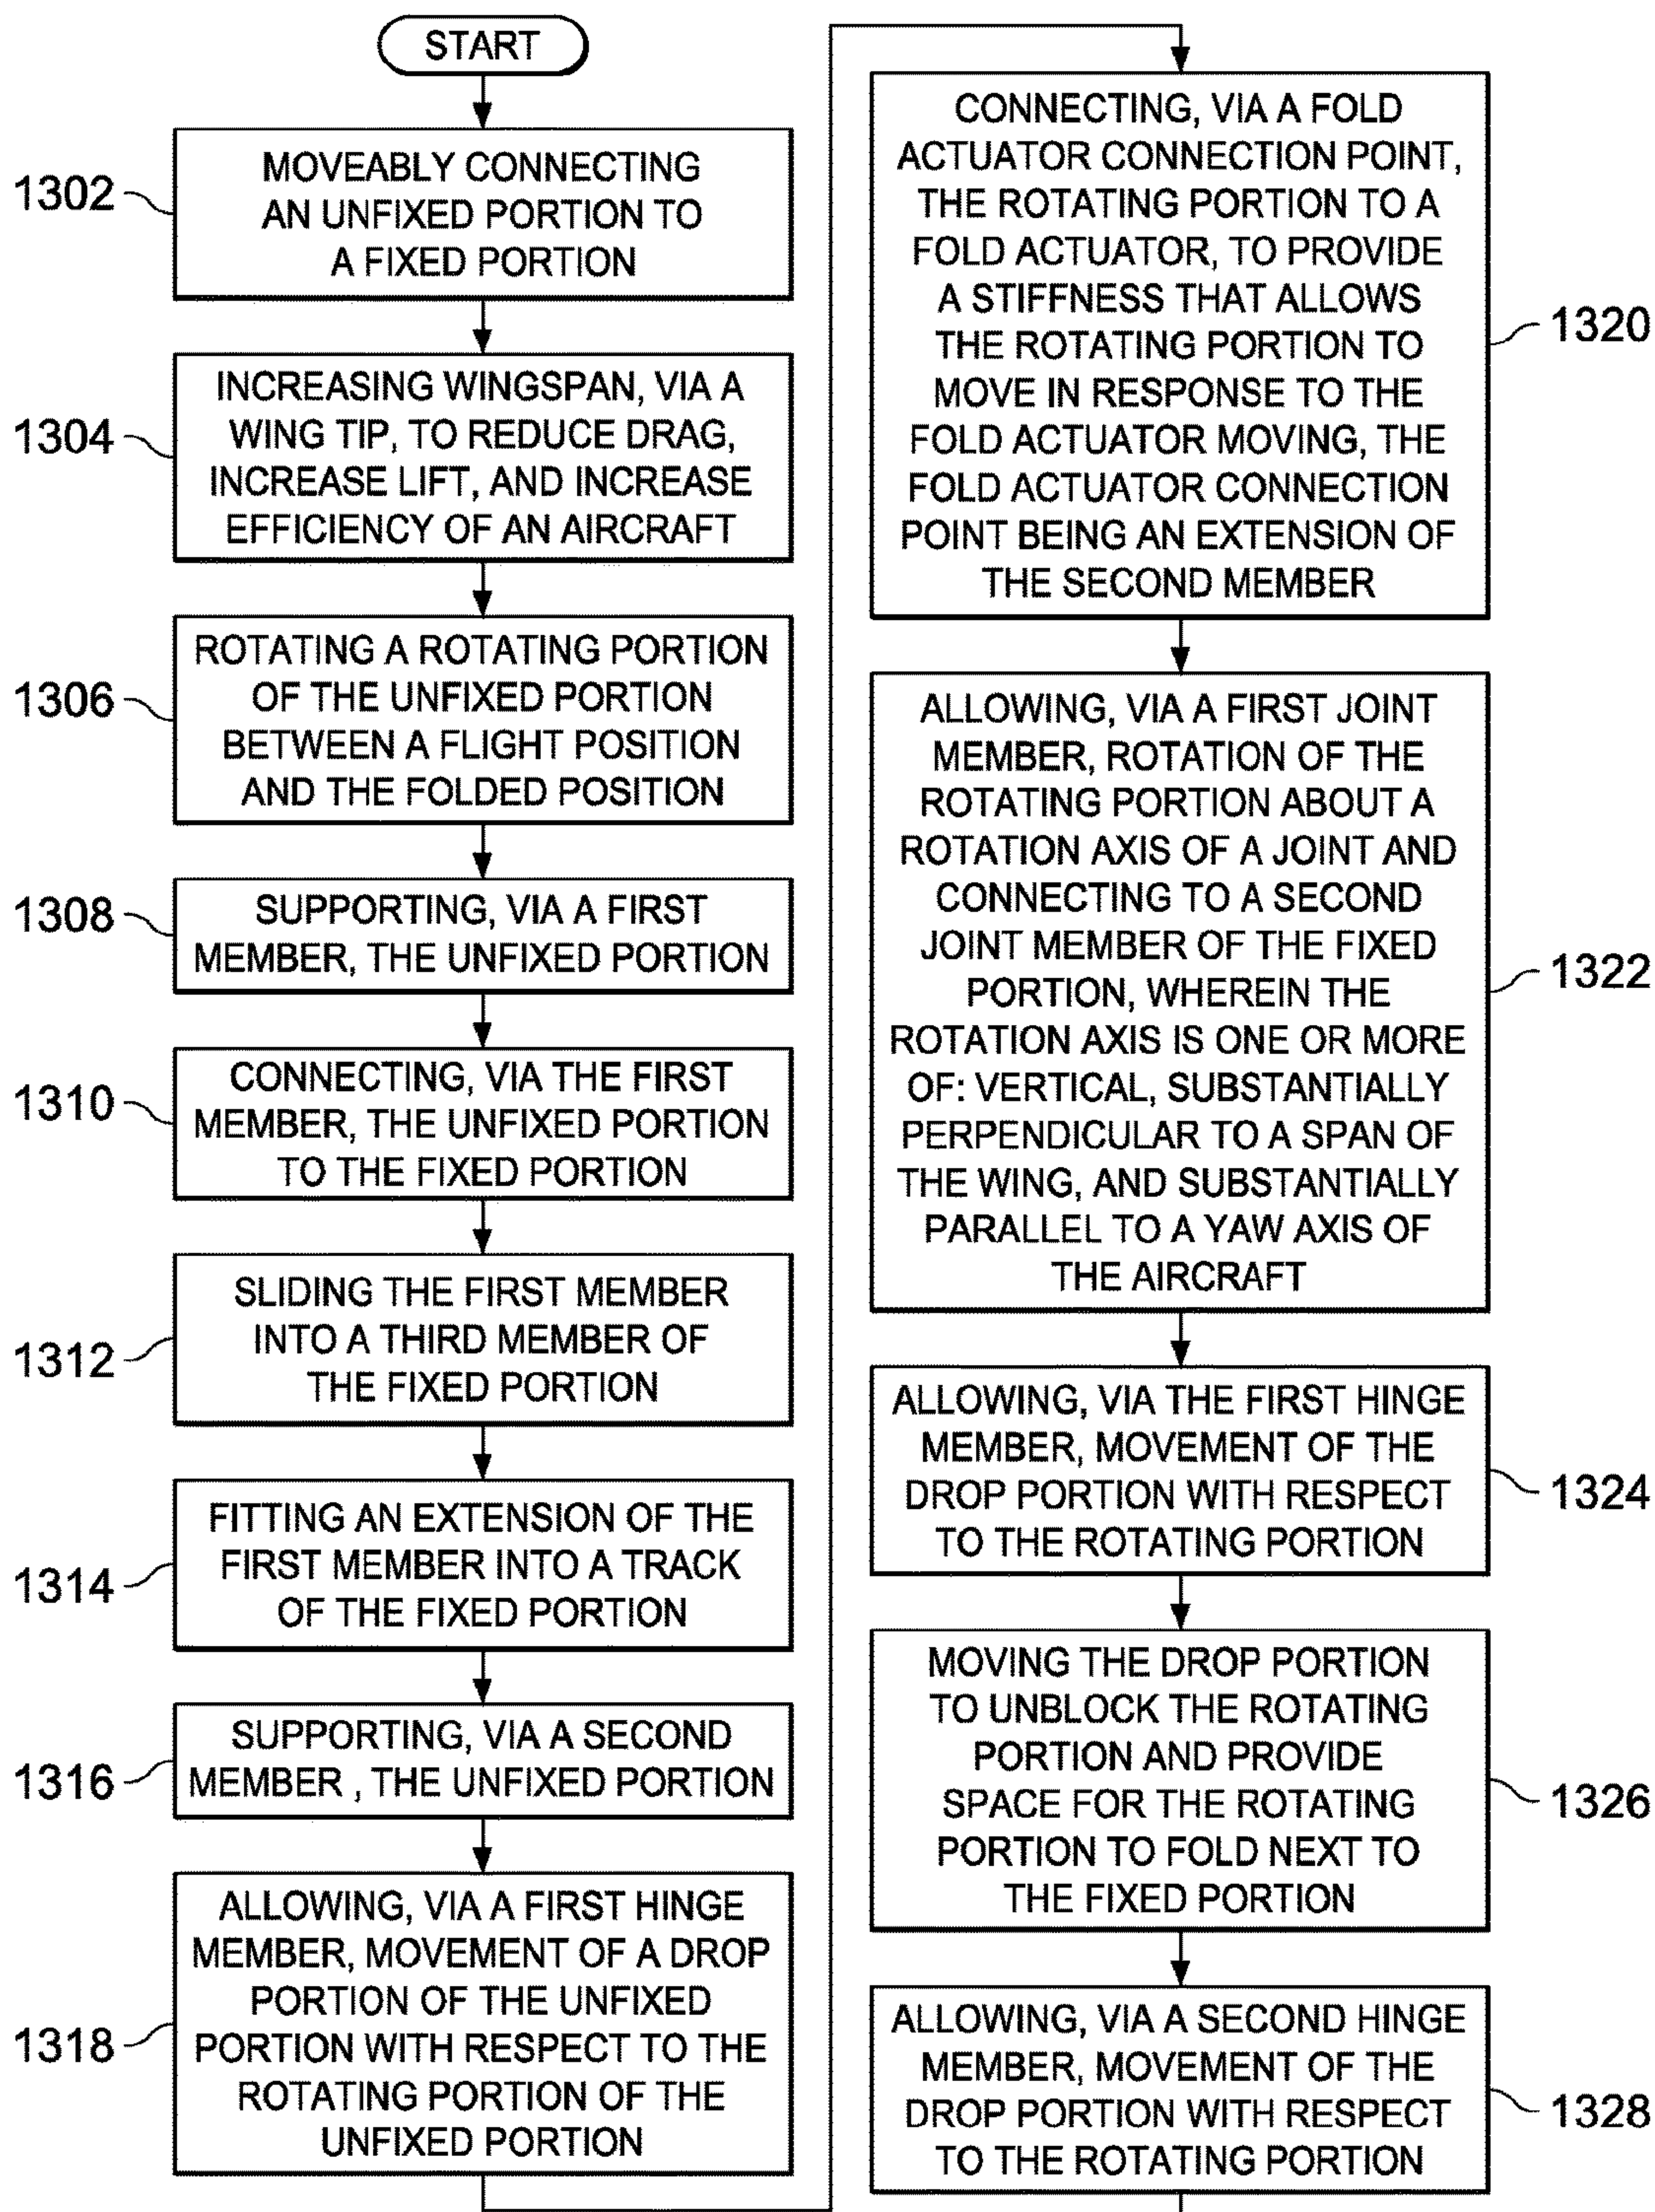 START
1302
MOVEABLY CONNECTING
AN UNFIXED PORTION TO
A FIXED PORTION
1304
INCREASING WINGSPAN, VIA A
WING TIP, TO REDUCE DRAG,
INCREASE LIFT, AND INCREASE
EFFICIENCY OF AN AIRCRAFT
1306
ROTATING A ROTATING PORTION
OF THE UNFIXED PORTION
BETWEEN A FLIGHT POSITION
AND THE FOLDED POSITION
1308
SUPPORTING, VIA A FIRST
MEMBER, THE UNFIXED PORTION
1310
CONNECTING, VIA THE FIRST
MEMBER, THE UNFIXED PORTION
TO THE FIXED PORTION
1312
SLIDING THE FIRST MEMBER
INTO A THIRD MEMBER OF
THE FIXED PORTION
1314
FITTING AN EXTENSION OF THE
FIRST MEMBER INTO A TRACK
OF THE FIXED PORTION
1316
SUPPORTING, VIA A SECOND
MEMBER , THE UNFIXED PORTION
1318
ALLOWING, VIA A FIRST HINGE
MEMBER, MOVEMENT OF A DROP
PORTION OF THE UNFIXED
PORTION WITH RESPECT TO THE
ROTATING PORTION OF THE
UNFIXED PORTION
CONNECTING, VIA A FOLD
ACTUATOR CONNECTION POINT,
THE ROTATING PORTION TO A
FOLD ACTUATOR, TO PROVIDE
A STIFFNESS THAT ALLOWS
THE ROTATING PORTION TO
MOVE IN RESPONSE TO THE
FOLD ACTUATOR MOVING, THE
FOLD ACTUATOR CONNECTION
POINT BEING AN EXTENSION OF
THE SECOND MEMBER
1320
ALLOWING, VIA A FIRST JOINT
MEMBER, ROTATION OF THE
ROTATING PORTION ABOUT A
ROTATION AXIS OF A JOINT AND
CONNECTING TO A SECOND
JOINT MEMBER OF THE FIXED
PORTION, WHEREIN THE
ROTATION AXIS IS ONE OR MORE
OF: VERTICAL, SUBSTANTIALLY
PERPENDICULAR TO A SPAN OF
THE WING, AND SUBSTANTIALLY
PARALLEL TO A YAW AXIS OF
THE AIRCRAFT
1322
ALLOWING, VIA THE FIRST HINGE
MEMBER, MOVEMENT OF THE
DROP PORTION WITH RESPECT
TO THE ROTATING PORTION
1324
MOVING THE DROP PORTION
TO UNBLOCK THE ROTATING
PORTION AND PROVIDE
SPACE FOR THE ROTATING
PORTION TO FOLD NEXT TO
THE FIXED PORTION
1326
ALLOWING, VIA A SECOND HINGE
MEMBER, MOVEMENT OF THE
DROP PORTION WITH RESPECT
TO THE ROTATING PORTION
1328